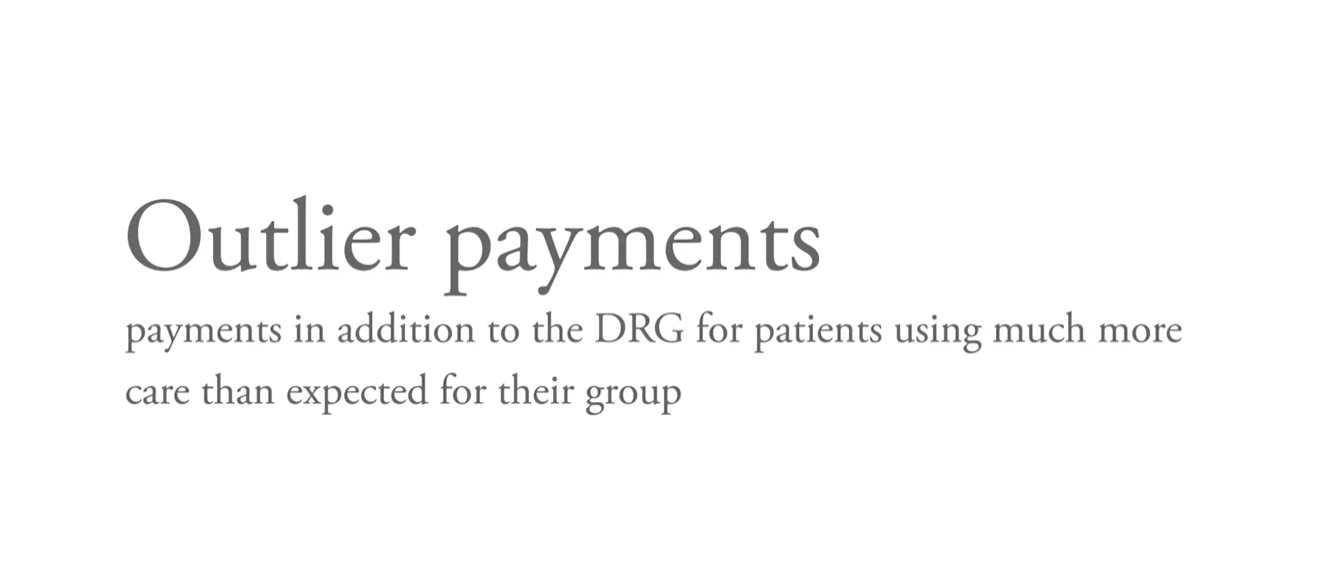 Outlier payments
payments in addition to the DRG for patients using much more
care than expected for their group